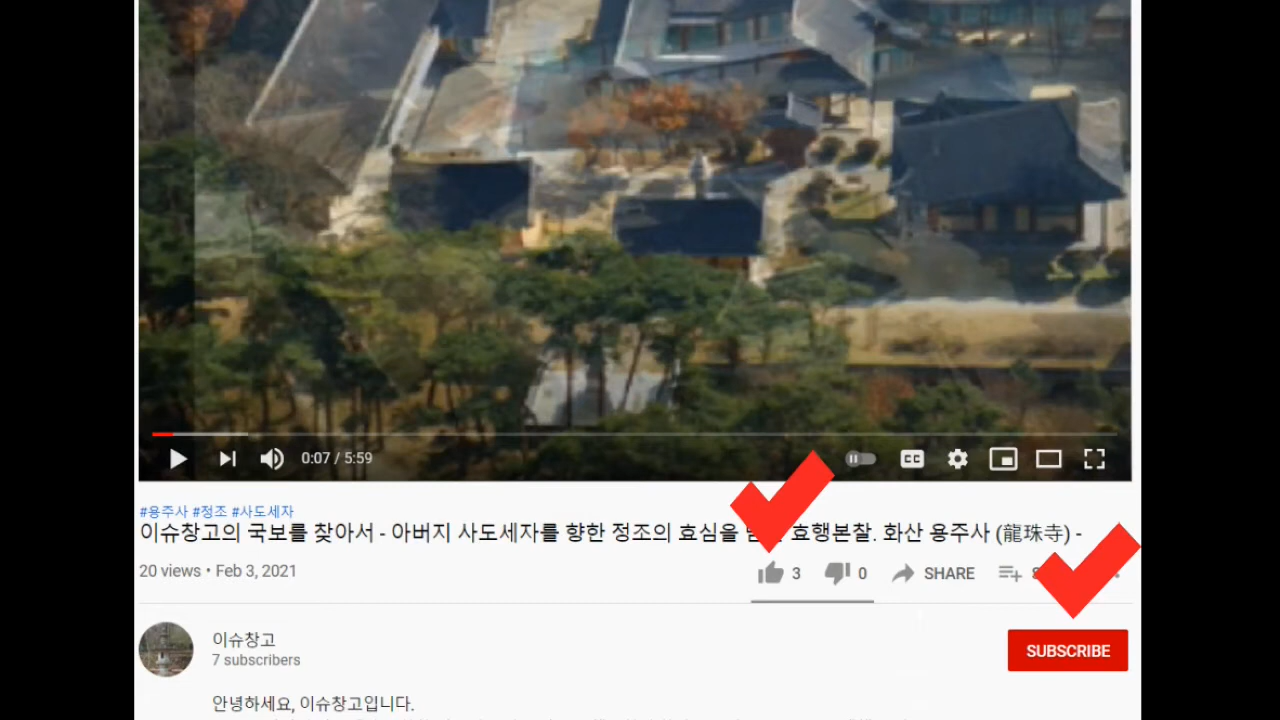 0:07 / 5:59
CC
#용주사 #정조 #사도세자
이슈창고의 국보를 찾아서 - 아버지 사도세자를 향한 정조의 효심을 효행본찰. 화산 용주사 (龍珠寺) -
20 views • Feb 3, 2021
3 0 SHARE
이슈창고
7 subscribers
SUBSCRIBE
안녕하세요, 이슈창고입니다.